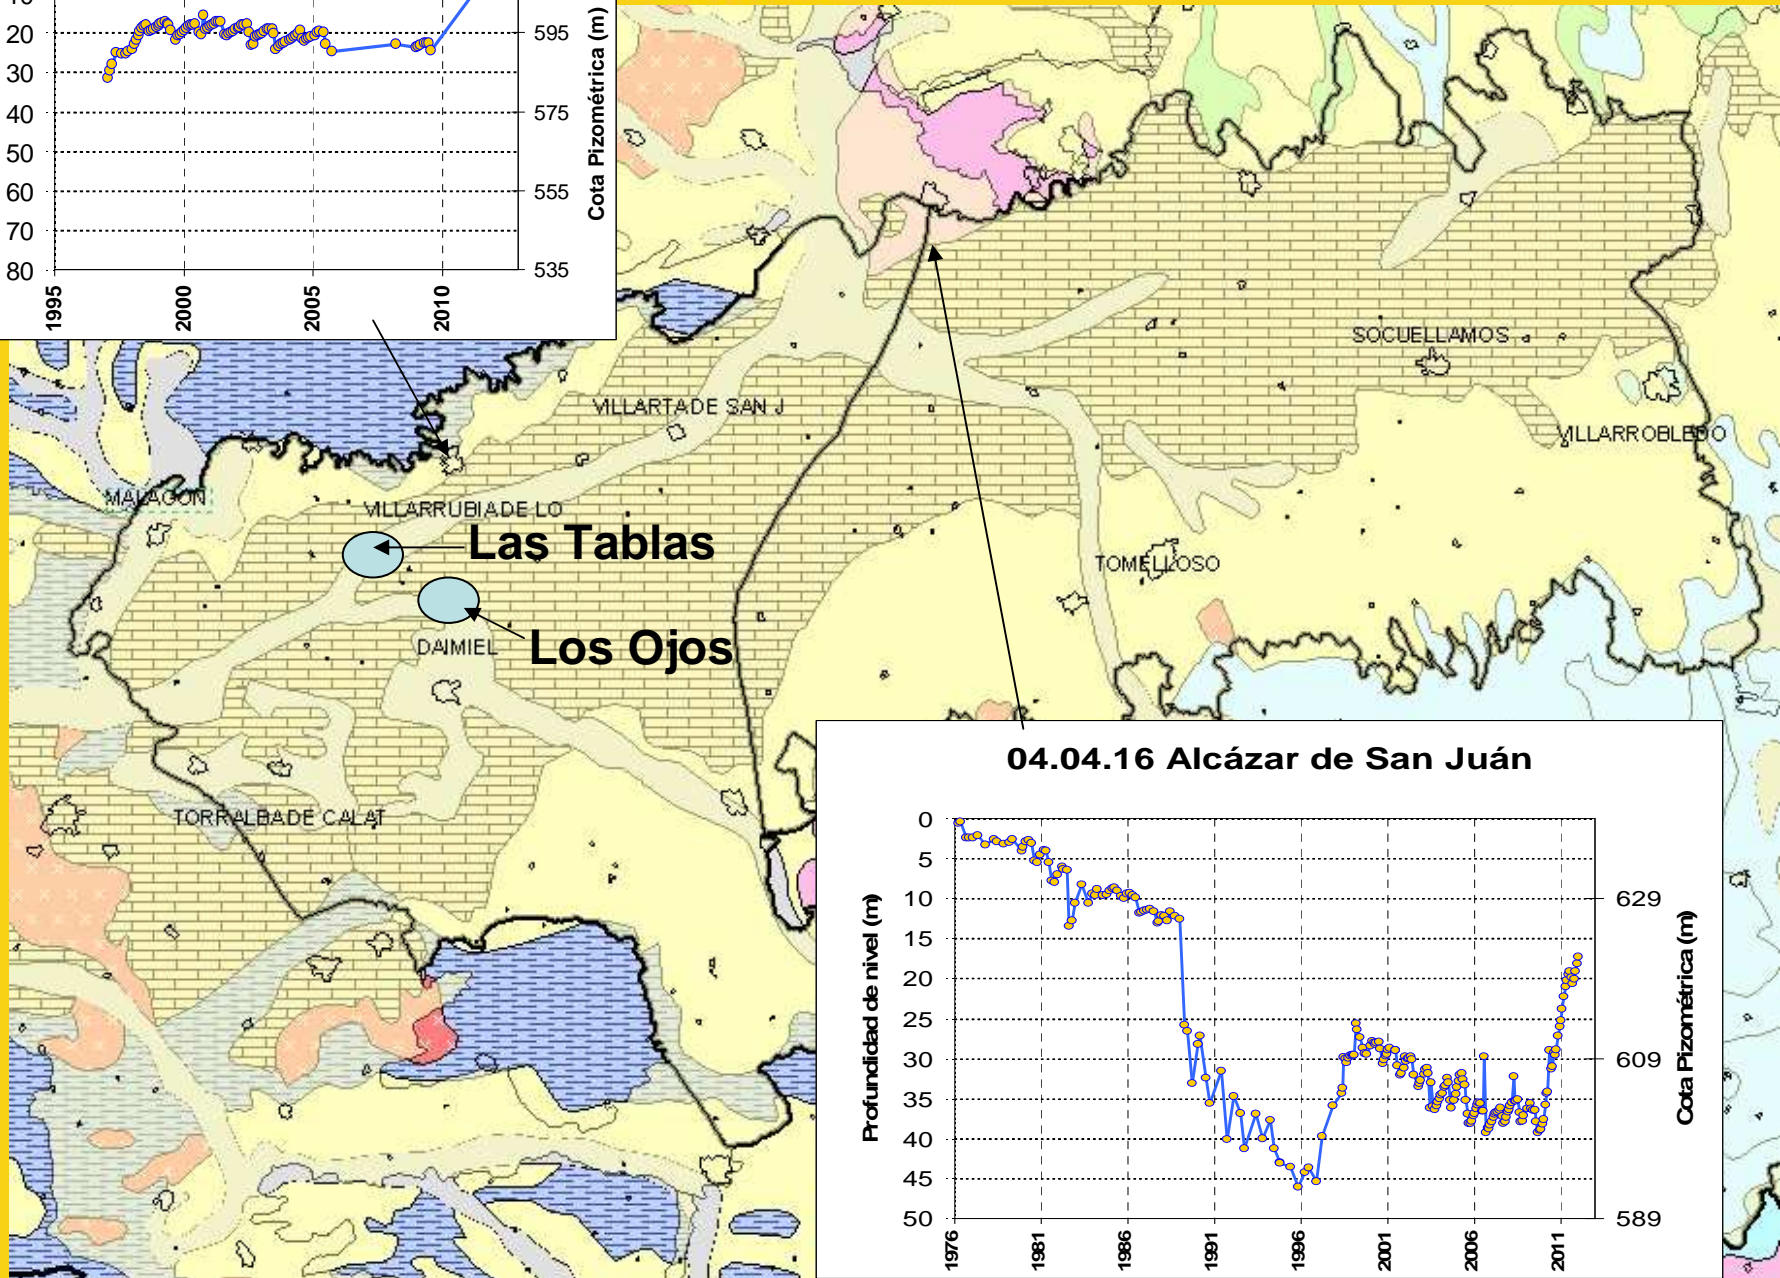 10
20
30
40
50
60
70
80
595
575
555
535
Cota Pizométrica (m)
1995
2000
2005
2010
SOCUELLAMOS
VILLARTA DE SAN J
VILLARROBLEDO
MALAGON
VILLARRUBIA DE LO
Las Tablas
TOMELLOSO
Los Ojos
DAIMIEL
TORRALBA DE CALAT
04.04.16 Alcázar de San Juán
0
5
10
15
20
25
30
35
40
45
50
Profundidad de nivel (m)
629
609
589
Cota Pizométrica (m)
1976
1981
1986
1991
1996
2001
2006
2011